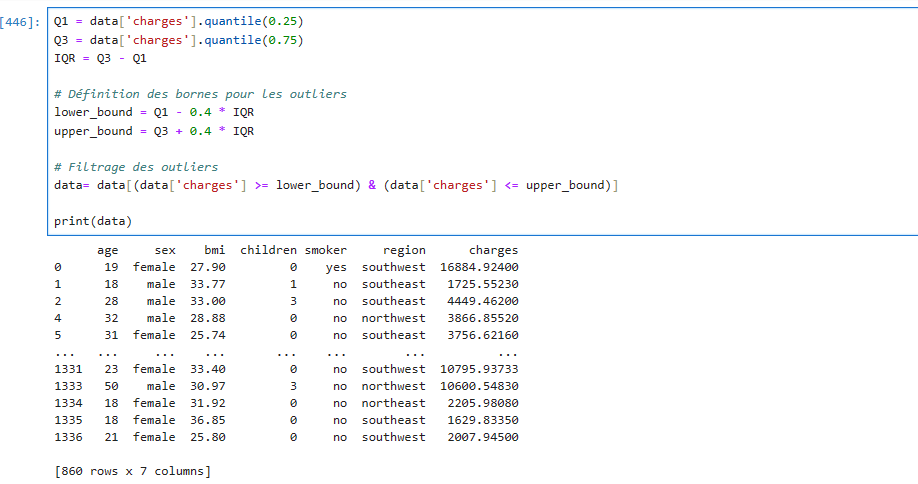 [446]: Q1 = data['charges'].quantile(0.25)
Q3 = data['charges'].quantile(0.75)
IQR = Q3 - Q1
# Définition des bornes pour les outliers
lower_bound = Q1 - 0.4 * IQR
upper_bound = Q3 + 0.4 * IQR
# Filtrage des outliers
data= data[(data['charges'] >= lower_bound) & (data['charges'] <= upper_bound)]
print(data)
age sex bmi children smoker region charges
0 19 female 27.90 0 yes southwest 16884.92400
1 18 male 33.77 1 no southeast 1725.55230
2 28 male 33.00 3 no southeast 4449.46200
4 32 male 28.88 0 no northwest 3866.85520
5 31 female 25.74 0 no southeast 3756.62160
... ... ... ... ... ... ... ...
1331 23 female 33.40 0 no southwest 10795.93733
1333 50 male 30.97 3 no northwest 10600.54830
1334 18 female 31.92 0 no northeast 2205.98080
1335 18 female 36.85 0 no southeast 1629.83350
1336 21 female 25.80 0 no southwest 2007.94500
[860 rows x 7 columns]